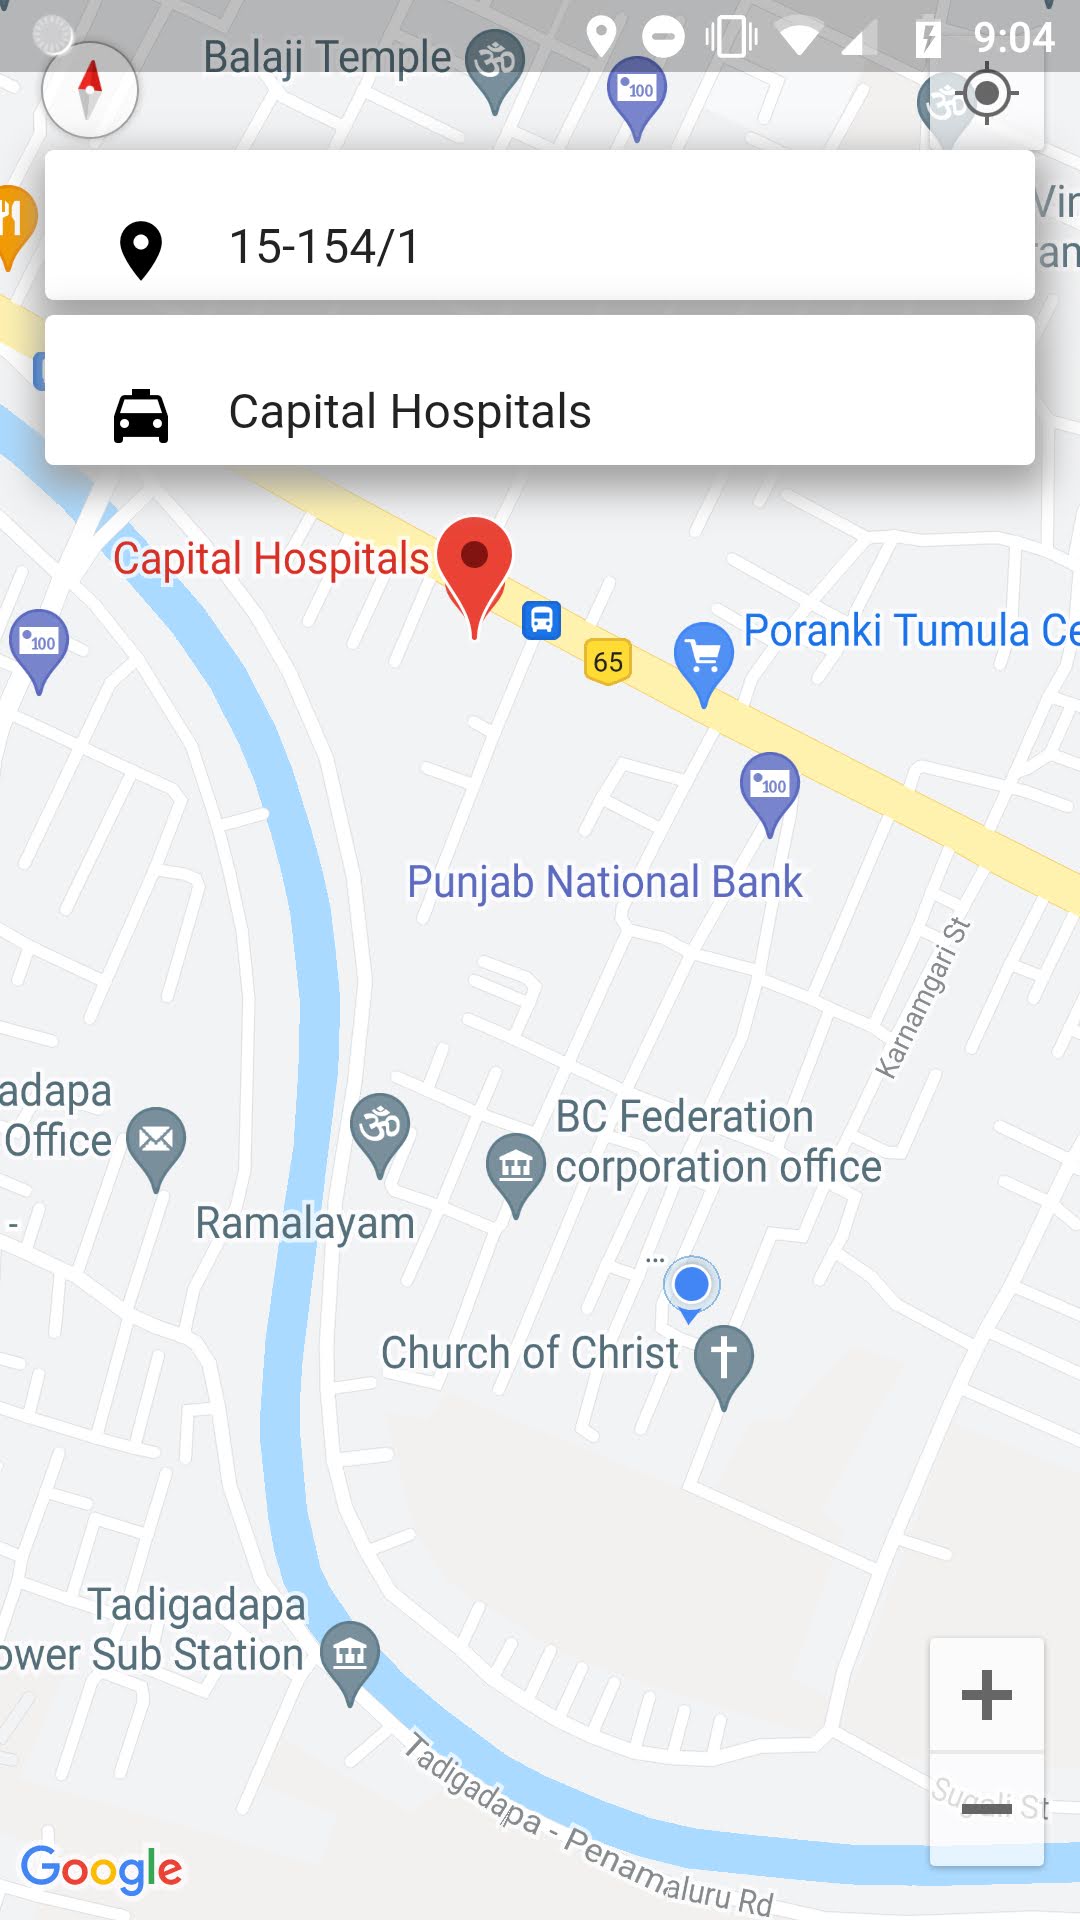 9:04
Balaji Temple
100
Vin
ram
15-154/1
Capital Hospitals
Capital Hospitals
100
Poranki Tumula Ce
65
100
Punjab National Bank
Karnamgari St
adapa
Office
-
BC Federation
corporation office
Ramalayam
...
Church of Christ
Tadigadapa
ower Sub Station
Tadigadapa - Penamaluru Rd
Sugali St
Google